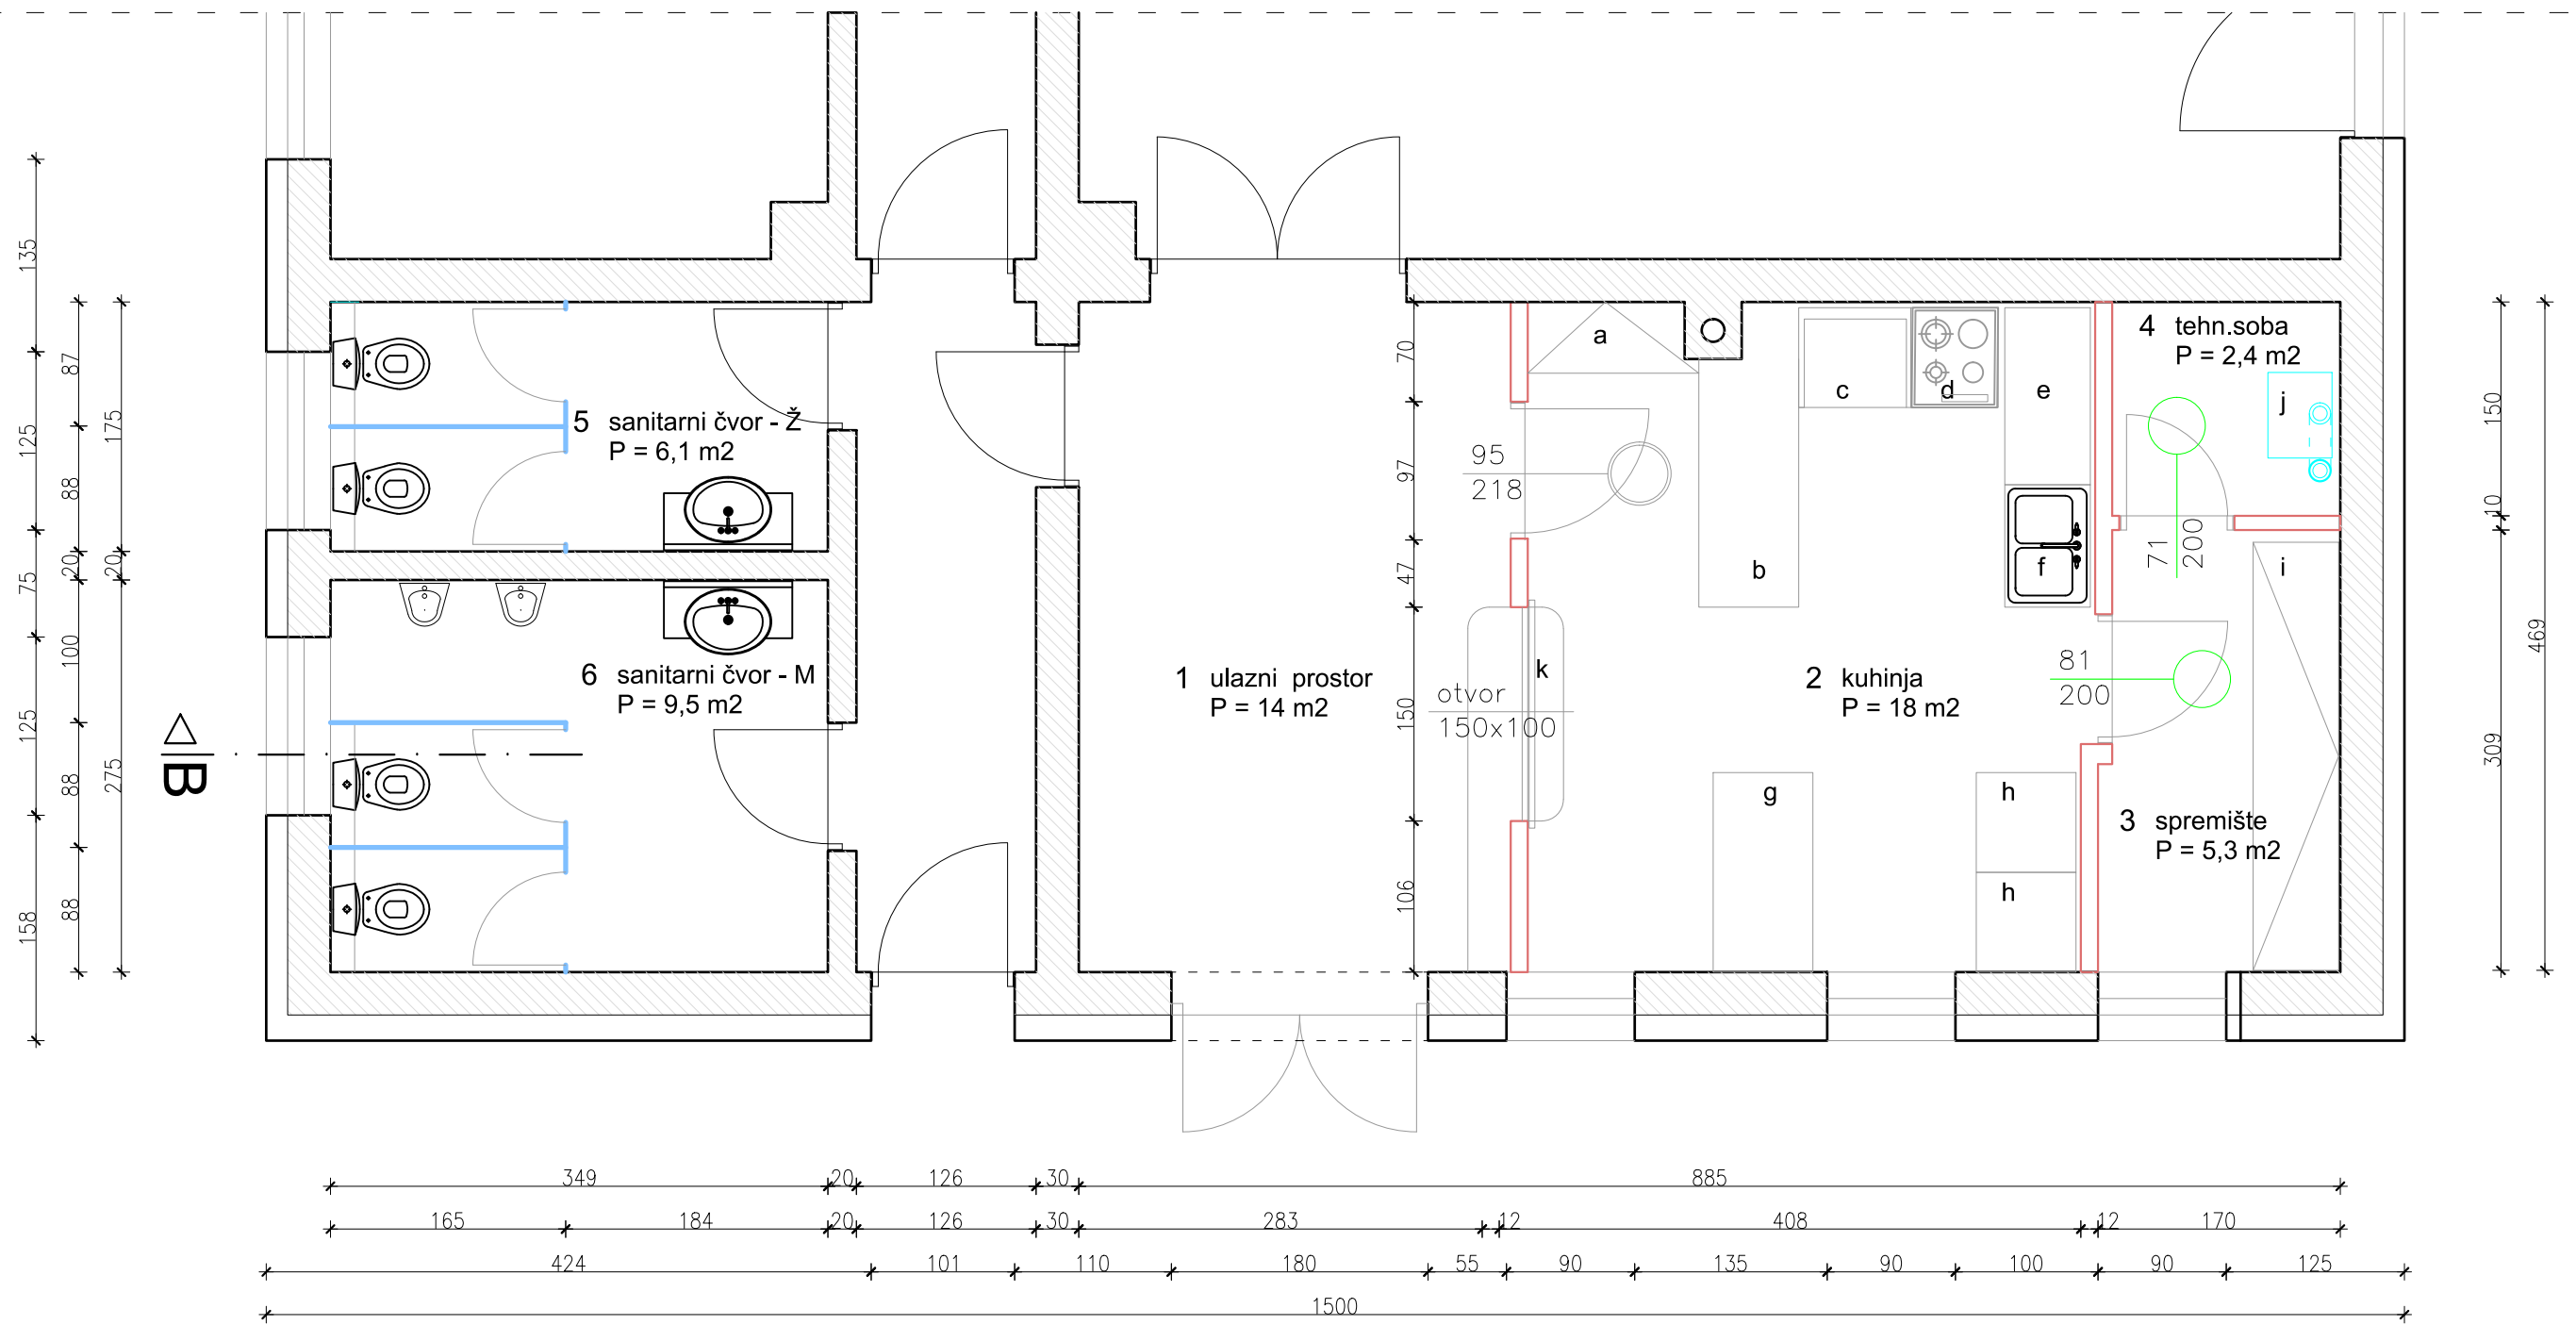 135
125
75
125
158
87
88
20
100
88
88
175
20
275
5 sanitarni čvor - Ž
P = 6,1 m2
6 sanitarni čvor - M
P = 9,5 m2
B
1 ulazni prostor
P = 14 m2
70
97
47
150
106
95
218
otvor
150x100
a
b
c
d
e
f
g
h
h
i
j
k
2 kuhinja
P = 18 m2
4 tehn.soba
P = 2,4 m2
71
200
81
200
3 spremište
P = 5,3 m2
150
10
309
469
349 20 126 30 885
165 184 20 126 30 283 12 408 12 170
424 101 110 180 55 90 135 90 100 90 125
1500